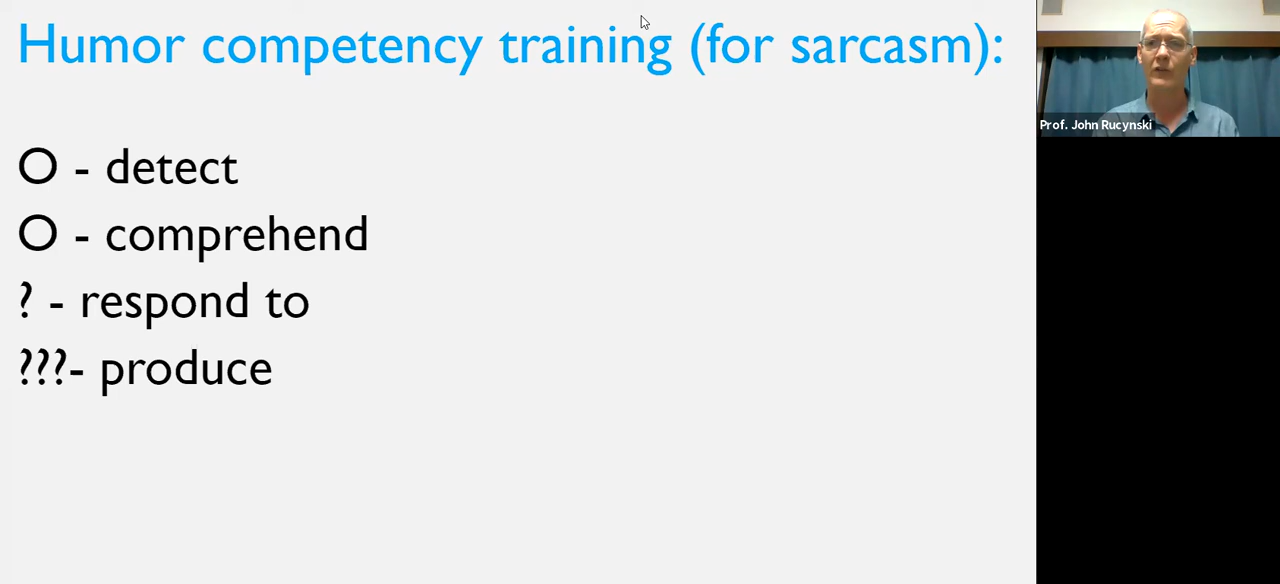 Humor competency training (for sarcasm):
O - detect
O - comprehend
? - respond to
???- produce
Prof. John Rucynski